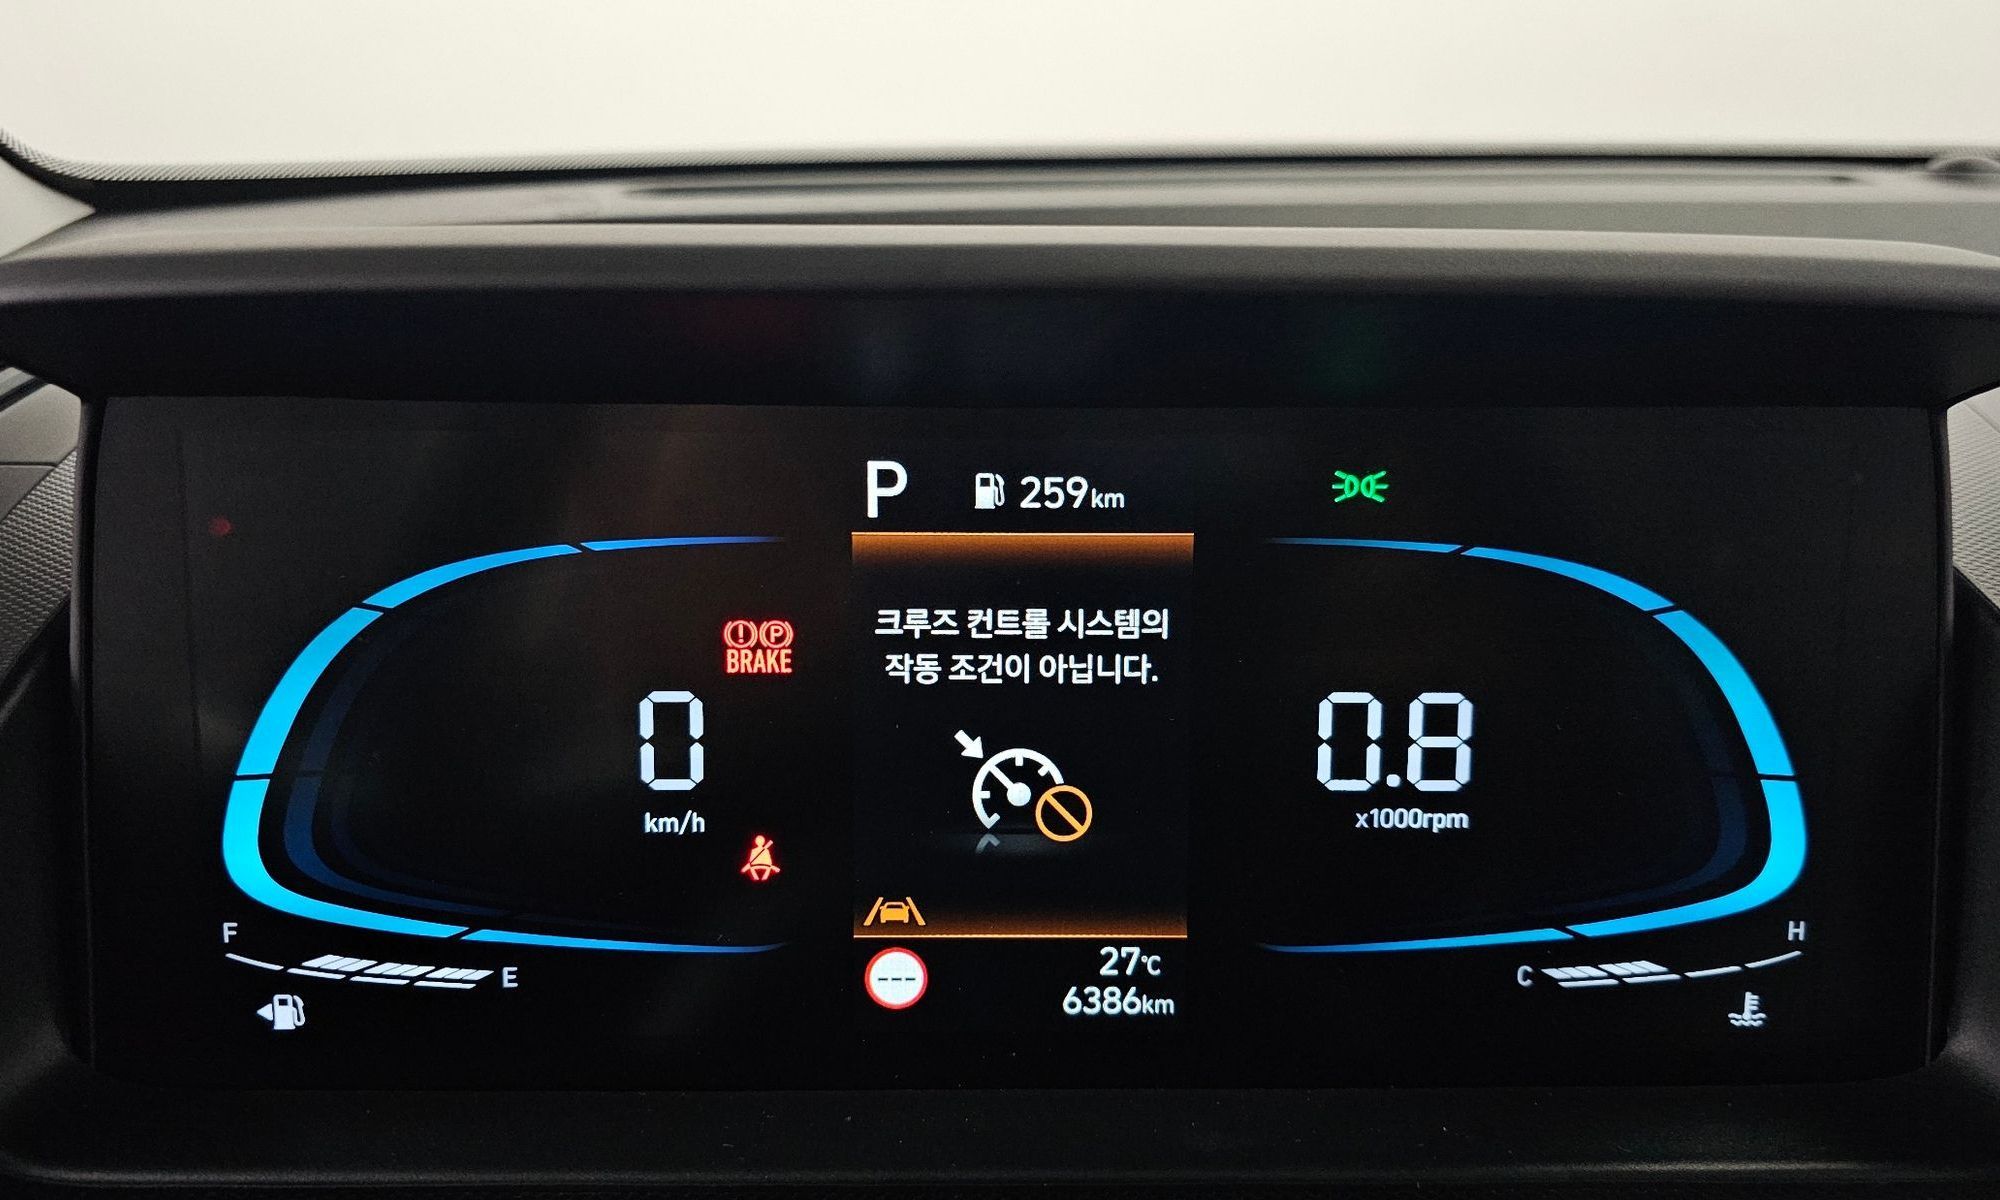 P 259km
크루즈 컨트롤 시스템의
작동 조건이 아닙니다.
BRAKE
0
km/h
0.8
x1000rpm
F
E
C
H
---
27℃
6386km